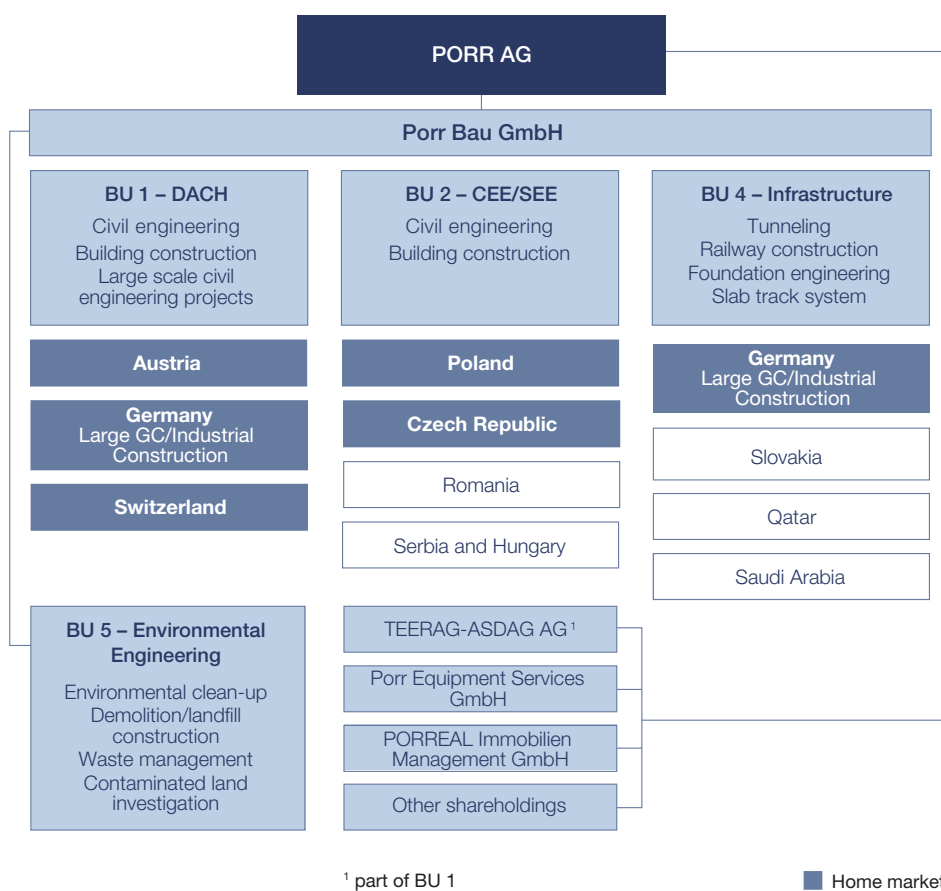 PORR AG
Porr Bau GmbH
BU 1 – DACH
Civil engineering
Building construction
Large scale civil
engineering projects
BU 2 – CEE/SEE
Civil engineering
Building construction
BU 4 – Infrastructure
Tunneling
Railway construction
Foundation engineering
Slab track system
Austria
Germany
Large GC/Industrial
Construction
Switzerland
Poland
Czech Republic
Romania
Serbia and Hungary
Germany
Large GC/Industrial
Construction
Slovakia
Qatar
Saudi Arabia
BU 5 – Environmental
Engineering
Environmental clean-up
Demolition/landfill
construction
Waste management
Contaminated land
investigation
TEERAG-ASDAG AG ¹
Porr Equipment Services
GmbH
PORREAL Immobilien
Management GmbH
Other shareholdings
¹ part of BU 1
Home market